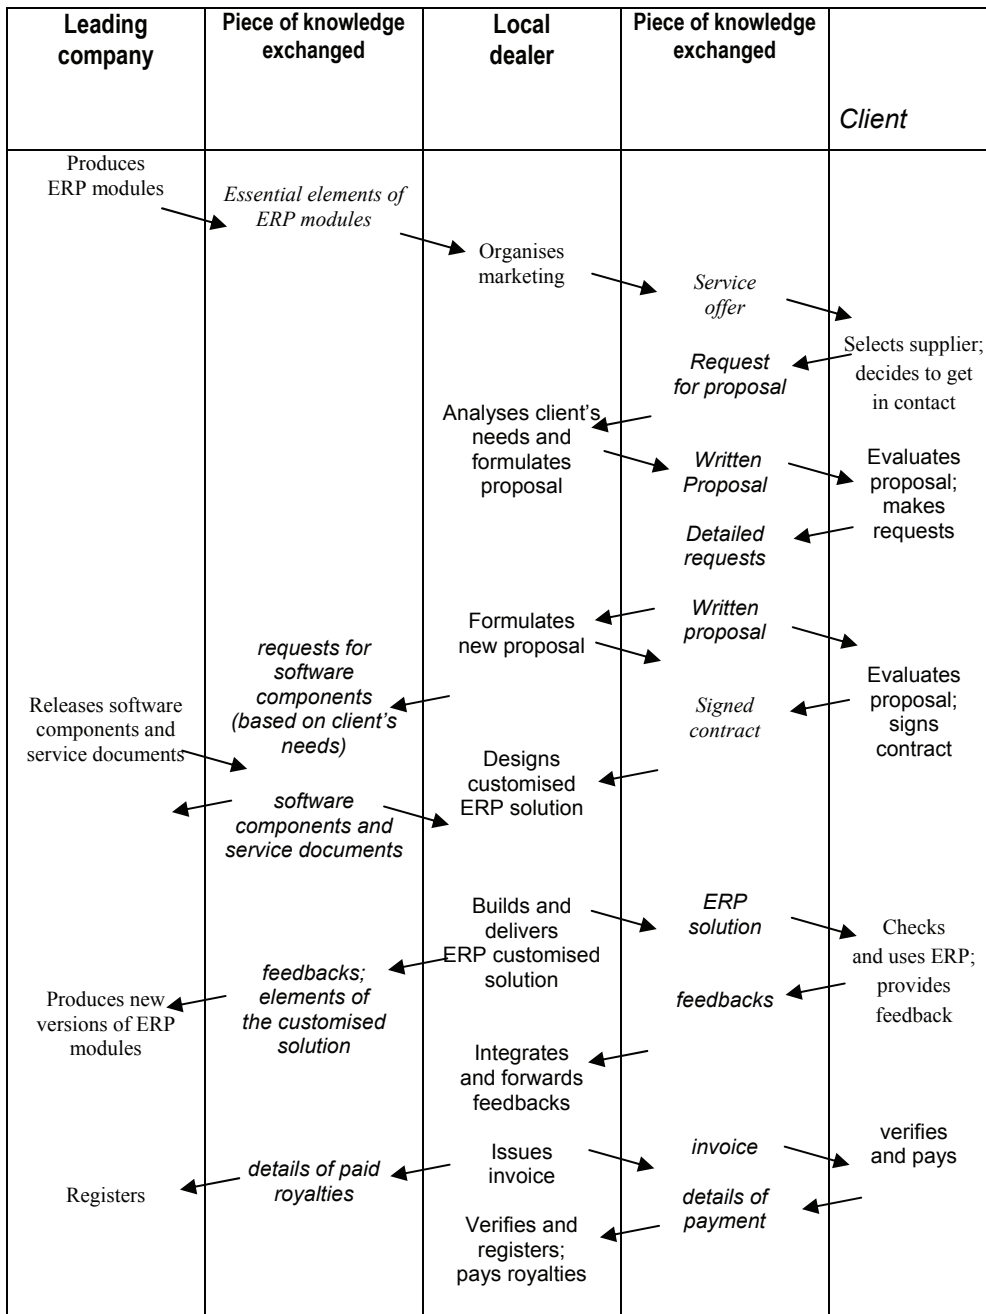 Leading
company
Piece of knowledge
exchanged
Local
dealer
Piece of knowledge
exchanged
Client
Produces
ERP modules
Essential elements of
ERP modules
Organises
marketing
Service
offer
Selects supplier;
decides to get
in contact
Request
for proposal
Analyses client's
needs and
formulates
proposal
Written
Proposal
Evaluates
proposal;
makes
requests
Detailed
requests
Formulates
new proposal
Written
proposal
Evaluates
proposal;
signs
contract
Signed
contract
requests for
software
components
(based on client's
needs)
Releases software
components and
service documents
Designs
customised
ERP solution
software
components and
service documents
Builds and
delivers
ERP customised
solution
ERP
solution
Checks
and uses ERP;
provides
feedback
feedbacks
feedbacks;
elements of
the customised
solution
Produces new
versions of ERP
modules
Integrates
and forwards
feedbacks
Issues
invoice
invoice
verifies
and pays
details of paid
royalties
Registers
details of
payment
Verifies and
registers;
pays royalties